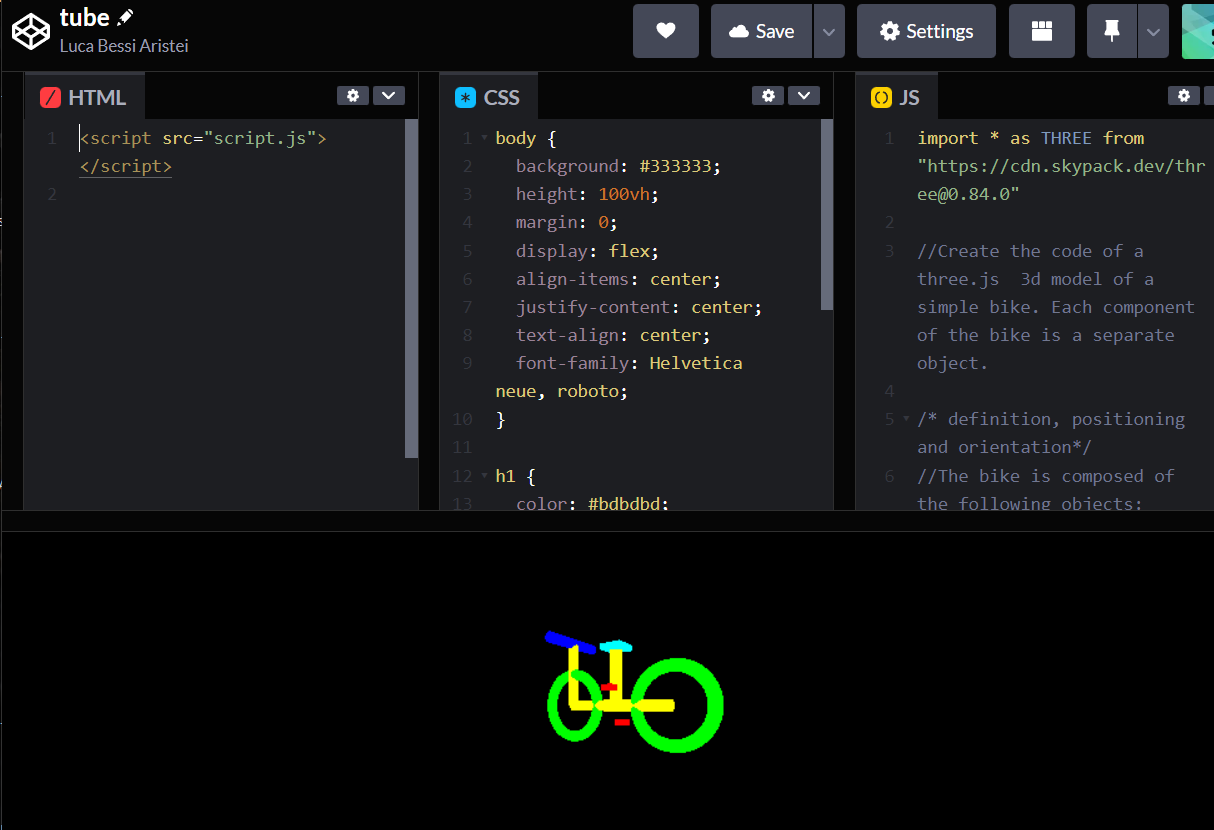 tube
Luca Bessi Aristei
Save
Settings
HTML
1 <script src="script.js">
</script>
2
CSS
1 body {
2 background: #333333;
3 height: 100vh;
4 margin: 0;
5 display: flex;
6 align-items: center;
7 justify-content: center;
8 text-align: center;
9 font-family: Helvetica
neue, roboto;
10 }
11
12 h1 {
13 color: #bdbdbd;
JS
1 import * as THREE from
"https://cdn.skypack.dev/thr
ee@0.84.0"
2
3 //Create the code of a
three.js  3d model of a
simple bike. Each component
of the bike is a separate
object.
4
5 /* definition, positioning
and orientation*/
6 //The bike is composed of
the following objects: